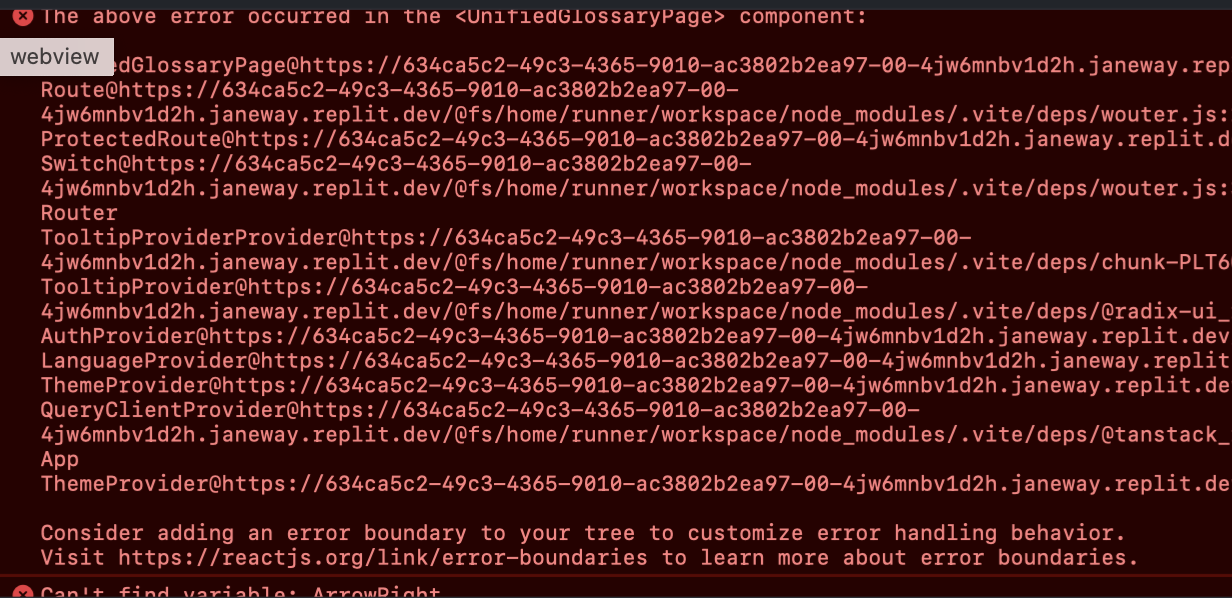 The above error occurred in the <UnifiedGlossaryPage> component:
webview
edGlossaryPage@https://634ca5c2-49c3-4365-9010-ac3802b2ea97-00-4jw6mnbv1d2h.janeway.rep
Route@https://634ca5c2-49c3-4365-9010-ac3802b2ea97-00-
4jw6mnbv1d2h.janeway.replit.dev/@fs/home/runner/workspace/node_modules/.vite/deps/wouter.js:
ProtectedRoute@https://634ca5c2-49c3-4365-9010-ac3802b2ea97-00-4jw6mnbv1d2h.janeway.replit.d
Switch@https://634ca5c2-49c3-4365-9010-ac3802b2ea97-00-
4jw6mnbv1d2h.janeway.replit.dev/@fs/home/runner/workspace/node_modules/.vite/deps/wouter.js:
Router
TooltipProviderProvider@https://634ca5c2-49c3-4365-9010-ac3802b2ea97-00-
4jw6mnbv1d2h.janeway.replit.dev/@fs/home/runner/workspace/node_modules/.vite/deps/chunk-PLT6
TooltipProvider@https://634ca5c2-49c3-4365-9010-ac3802b2ea97-00-
4jw6mnbv1d2h.janeway.replit.dev/@fs/home/runner/workspace/node_modules/.vite/deps/@radix-ui_
AuthProvider@https://634ca5c2-49c3-4365-9010-ac3802b2ea97-00-4jw6mnbv1d2h.janeway.replit.dev
LanguageProvider@https://634ca5c2-49c3-4365-9010-ac3802b2ea97-00-4jw6mnbv1d2h.janeway.replit
ThemeProvider@https://634ca5c2-49c3-4365-9010-ac3802b2ea97-00-4jw6mnbv1d2h.janeway.replit.de
QueryClientProvider@https://634ca5c2-49c3-4365-9010-ac3802b2ea97-00-
4jw6mnbv1d2h.janeway.replit.dev/@fs/home/runner/workspace/node_modules/.vite/deps/@tanstack_
App
ThemeProvider@https://634ca5c2-49c3-4365-9010-ac3802b2ea97-00-4jw6mnbv1d2h.janeway.replit.de
Consider adding an error boundary to your tree to customize error handling behavior.
Visit https://reactjs.org/link/error-boundaries to learn more about error boundaries.
Can't find variable: ArrowRight